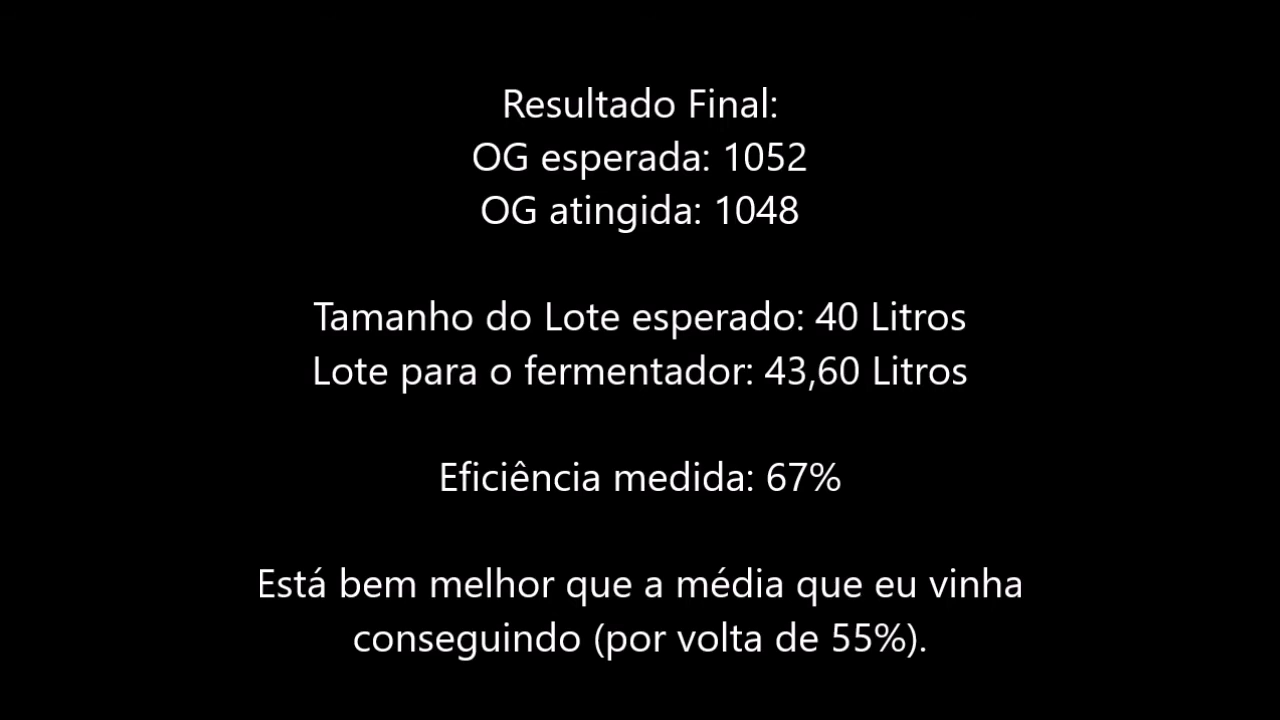 Resultado Final:
OG esperada: 1052
OG atingida: 1048
Tamanho do Lote esperado: 40 Litros
Lote para o fermentador: 43,60 Litros
Eficiência medida: 67%
Está bem melhor que a média que eu vinha
conseguindo (por volta de 55%).